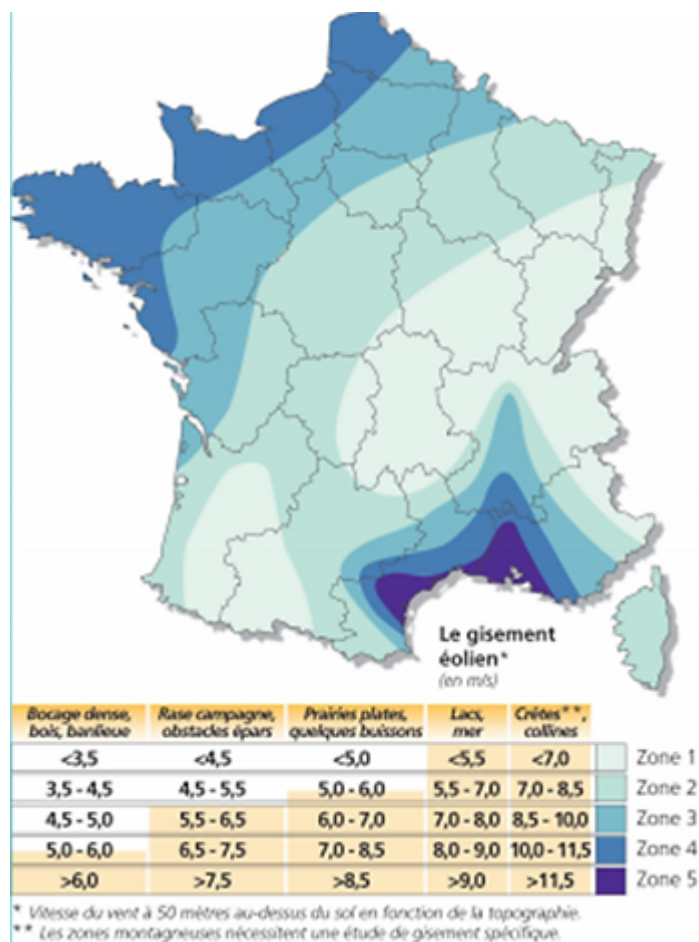 Le gisement
éolien*
(en m/s)
Bocage dense, bois, banlieue Rase campagne, obstacles épars Prairies plates, quelques buissons Lacs, mer Crêtes**, collines
<3,5 <4,5 <5,0 <5,5 <7,0 Zone 1
3,5 - 4,5 4,5 - 5,5 5,0 - 6,0 5,5 - 7,0 7,0 - 8,5 Zone 2
4,5 - 5,0 5,5 - 6,5 6,0 - 7,0 7,0 - 8,0 8,5 - 10,0 Zone 3
5,0 - 6,0 6,5 - 7,5 7,0 - 8,5 8,0 - 9,0 10,0 - 11,5 Zone 4
>6,0 >7,5 >8,5 >9,0 >11,5 Zone 5
* Vitesse du vent à 50 mètres au-dessus du sol en fonction de la topographie.
** Les zones montagneuses nécessitent une étude de gisement spécifique.